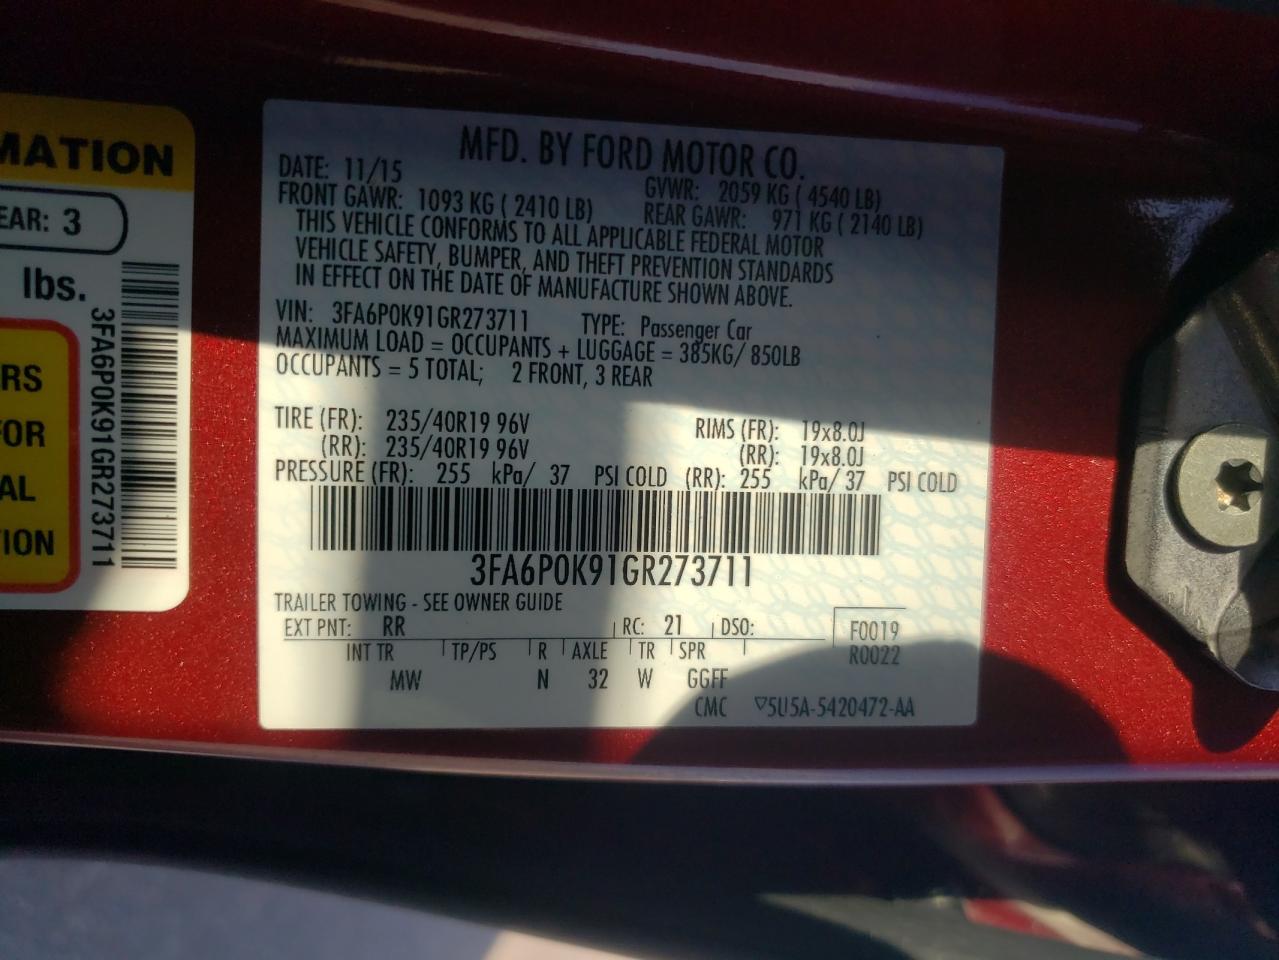 MATION
EAR: 3
lbs.
3FA6P0K91GR273711
RS
FOR
AL
TION
MFD. BY FORD MOTOR CO.
DATE: 11/15
GVWR: 2059 KG ( 4540 LB)
FRONT GAWR: 1093 KG ( 2410 LB) REAR GAWR: 971 KG ( 2140 LB)
THIS VEHICLE CONFORMS TO ALL APPLICABLE FEDERAL MOTOR
VEHICLE SAFETY, BUMPER, AND THEFT PREVENTION STANDARDS
IN EFFECT ON THE DATE OF MANUFACTURE SHOWN ABOVE.
VIN: 3FA6P0K91GR273711 TYPE: Passenger Car
MAXIMUM LOAD = OCCUPANTS + LUGGAGE = 385KG/ 850LB
OCCUPANTS = 5 TOTAL; 2 FRONT, 3 REAR
TIRE (FR): 235/40R19 96V RIMS (FR): 19x8.0J
(RR): 235/40R19 96V (RR): 19x8.0J
PRESSURE (FR): 255 kPa/ 37 PSI COLD (RR): 255 kPa/ 37 PSI COLD
3FA6P0K91GR273711
TRAILER TOWING - SEE OWNER GUIDE
EXT PNT: RR RC: 21 DSO: F0019
INT TR TP/PS R AXLE TR SPR R0022
MW N 32 W GGFF
CMC ▽5U5A-5420472-AA